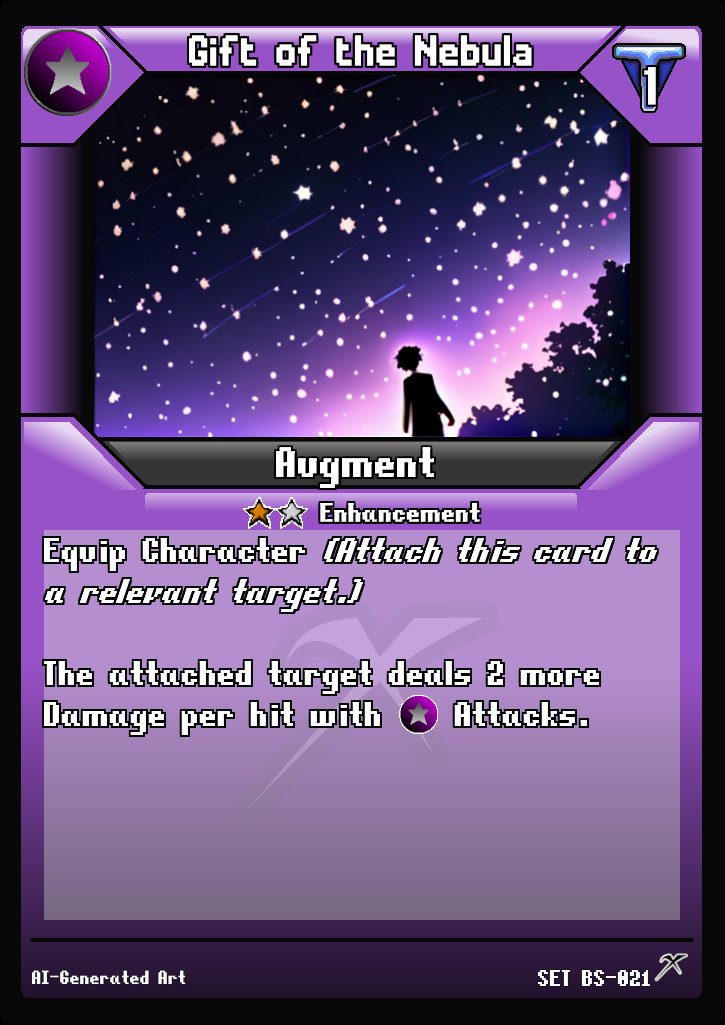 Gift of the Nebula
1
Augment
Enhancement
Equip Character (Attach this card to
a relevant target.)
The attached target deals 2 more
Damage per hit with Attacks.
AI-Generated Art
SET BS-021